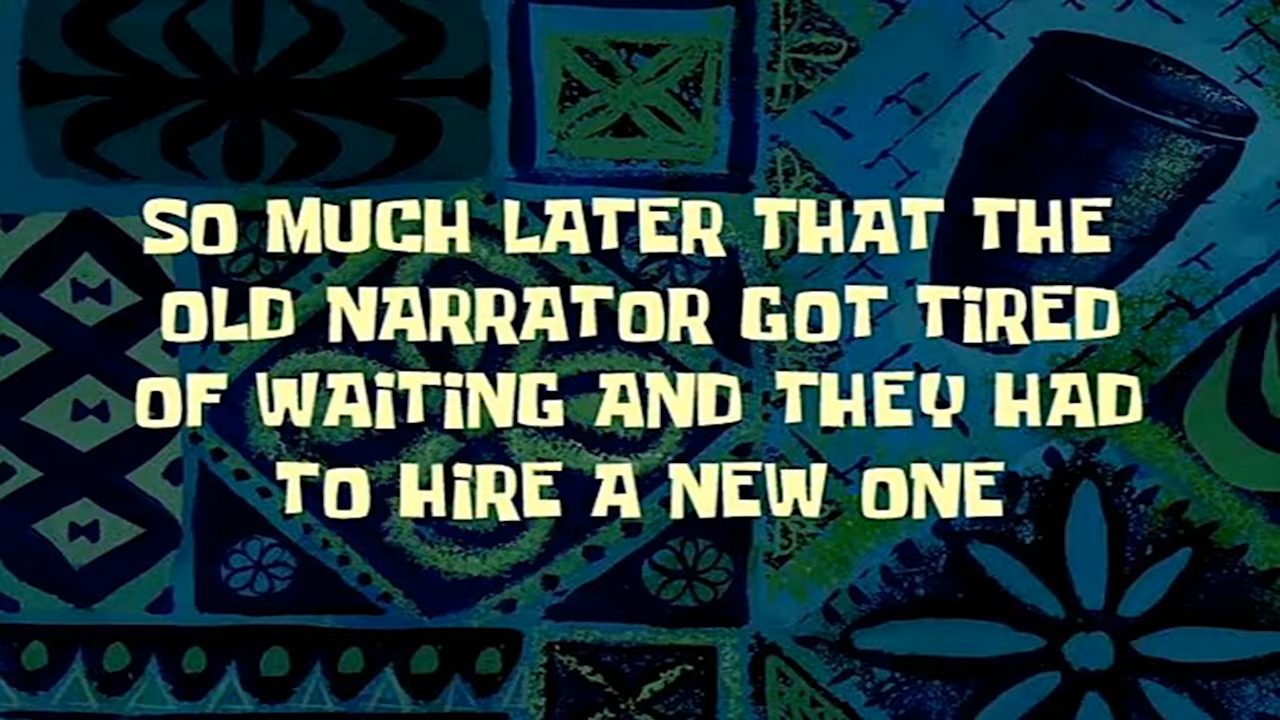 SO MUCH LATER THAT THE
OLD NARRATOR GOT TiRED
OF WAiTiNG AND THEY HAD
TO HiRE A NEW ONE